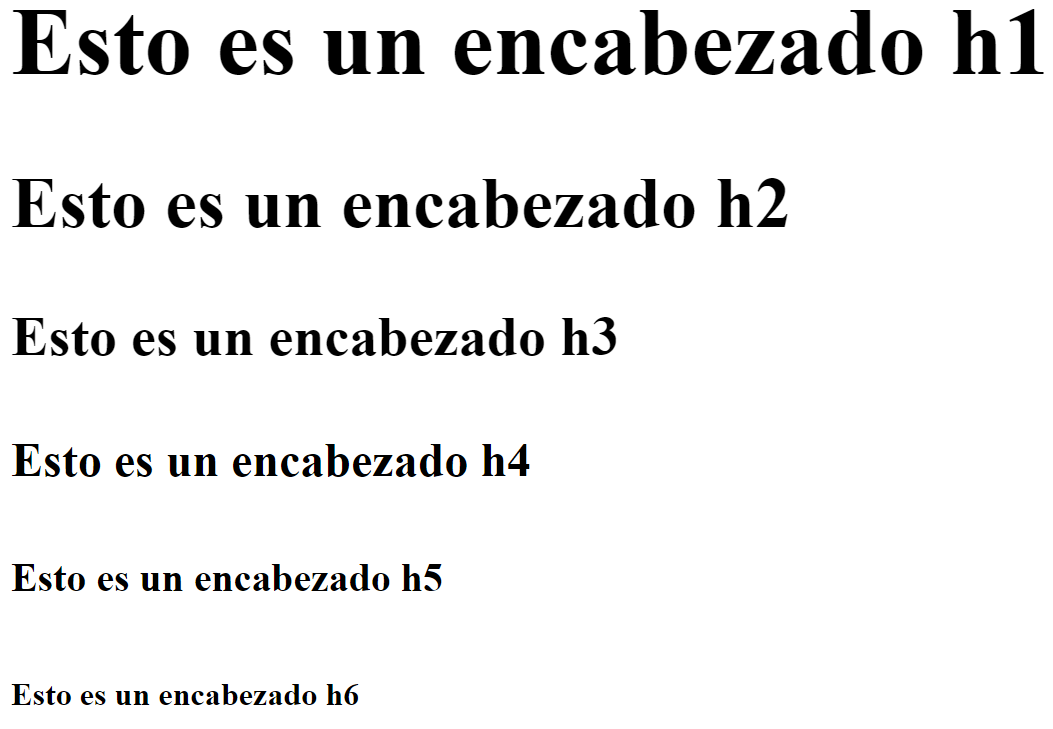 Esto es un encabezado h1
Esto es un encabezado h2
Esto es un encabezado h3
Esto es un encabezado h4
Esto es un encabezado h5
Esto es un encabezado h6